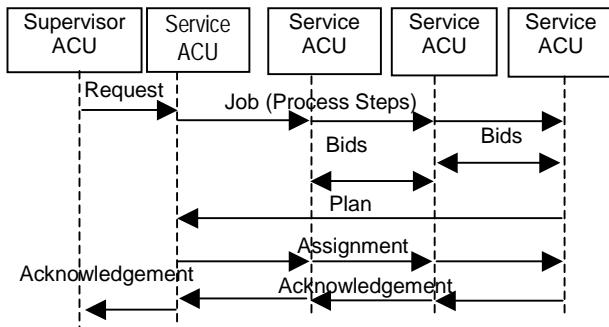 Supervisor
ACU
Service
ACU
Service
ACU
Service
ACU
Service
ACU
Request
Job (Process Steps)
Bids
Bids
Plan
Assignment
Acknowledgement
Acknowledgement